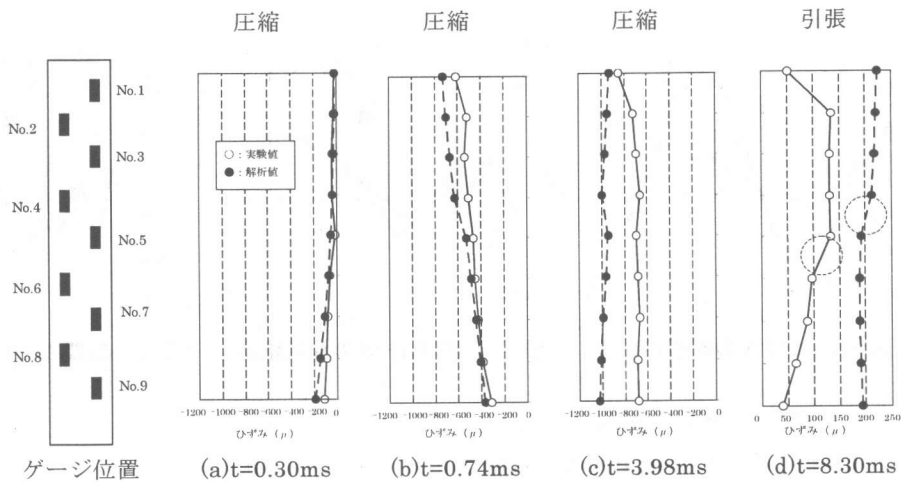 圧縮
圧縮
圧縮
引張
No.1
No.2
No.3
No.4
No.5
No.6
No.7
No.8
No.9
ゲージ位置
○:実験値
●:解析値
-1200 -1000 -800 -600 -400 -200 0
ひずみ(μ)
(a)t=0.30ms
-1200 -1000 -800 -600 -400 -200 0
ひずみ(μ)
(b)t=0.74ms
-1200 -1000 -800 -600 -400 -200 0
ひずみ(μ)
(c)t=3.98ms
0 50 100 150 200 250
ひずみ(μ)
(d)t=8.30ms